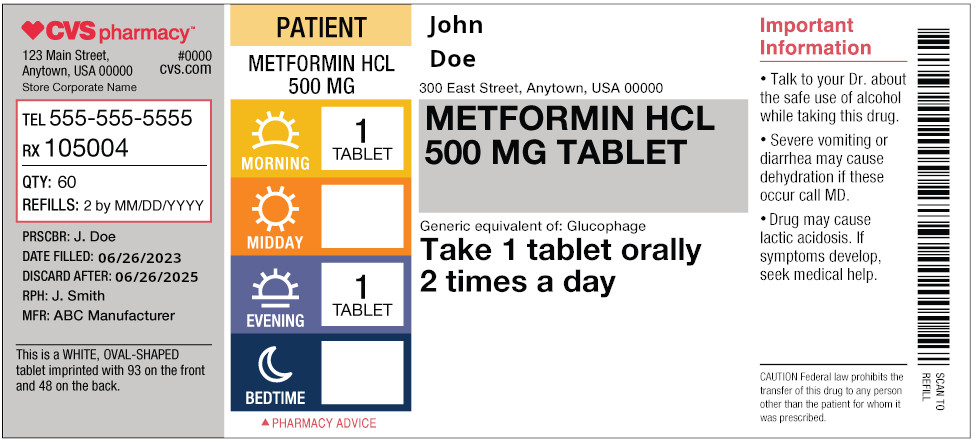 CVS pharmacy™
123 Main Street, #0000
Anytown, USA 00000 cvs.com
Store Corporate Name
TEL 555-555-5555
RX 105004
QTY: 60
REFILLS: 2 by MM/DD/YYYY
PRSCBR: J. Doe
DATE FILLED: 06/26/2023
DISCARD AFTER: 06/26/2025
RPH: J. Smith
MFR: ABC Manufacturer
This is a WHITE, OVAL-SHAPED
tablet imprinted with 93 on the front
and 48 on the back.
PATIENT
METFORMIN HCL
500 MG
MORNING
1
TABLET
MIDDAY
EVENING
1
TABLET
BEDTIME
▲ PHARMACY ADVICE
John
Doe
300 East Street, Anytown, USA 00000
METFORMIN HCL
500 MG TABLET
Generic equivalent of: Glucophage
Take 1 tablet orally
2 times a day
Important
Information
• Talk to your Dr. about
the safe use of alcohol
while taking this drug.
• Severe vomiting or
diarrhea may cause
dehydration if these
occur call MD.
• Drug may cause
lactic acidosis. If
symptoms develop,
seek medical help.
CAUTION Federal law prohibits the
transfer of this drug to any person
other than the patient for whom it
was prescribed.
SCAN TO
REFILL